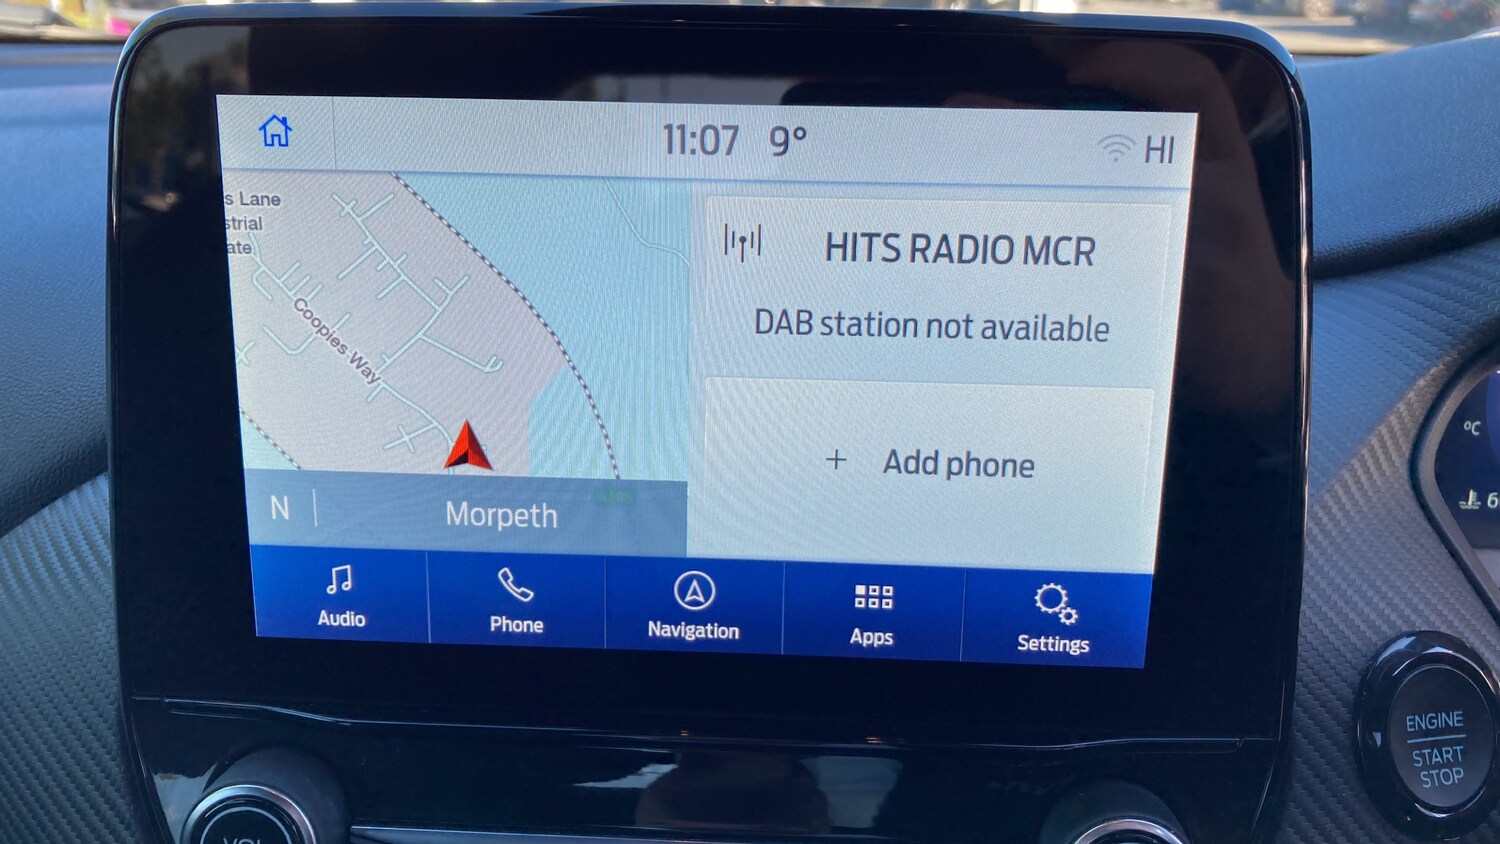 11:07 9° HI
s Lane
strial
ate
Coopies Way
HITS RADIO MCR
DAB station not available
+ Add phone
N Morpeth
Audio
Phone
Navigation
Apps
Settings
°C
6
ENGINE
START
STOP